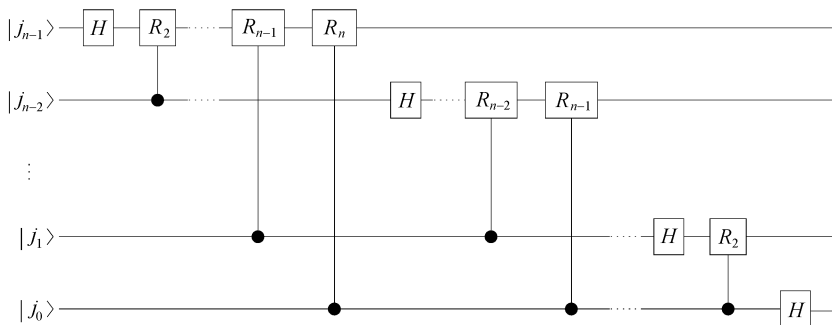 |j_{n−1}⟩ H R_2 ...... R_{n−1} R_n
|j_{n−2}⟩ ...... H ...... R_{n−2} R_{n−1}
⋮
|j_1⟩ ...... H R_2
|j_0⟩ ...... H